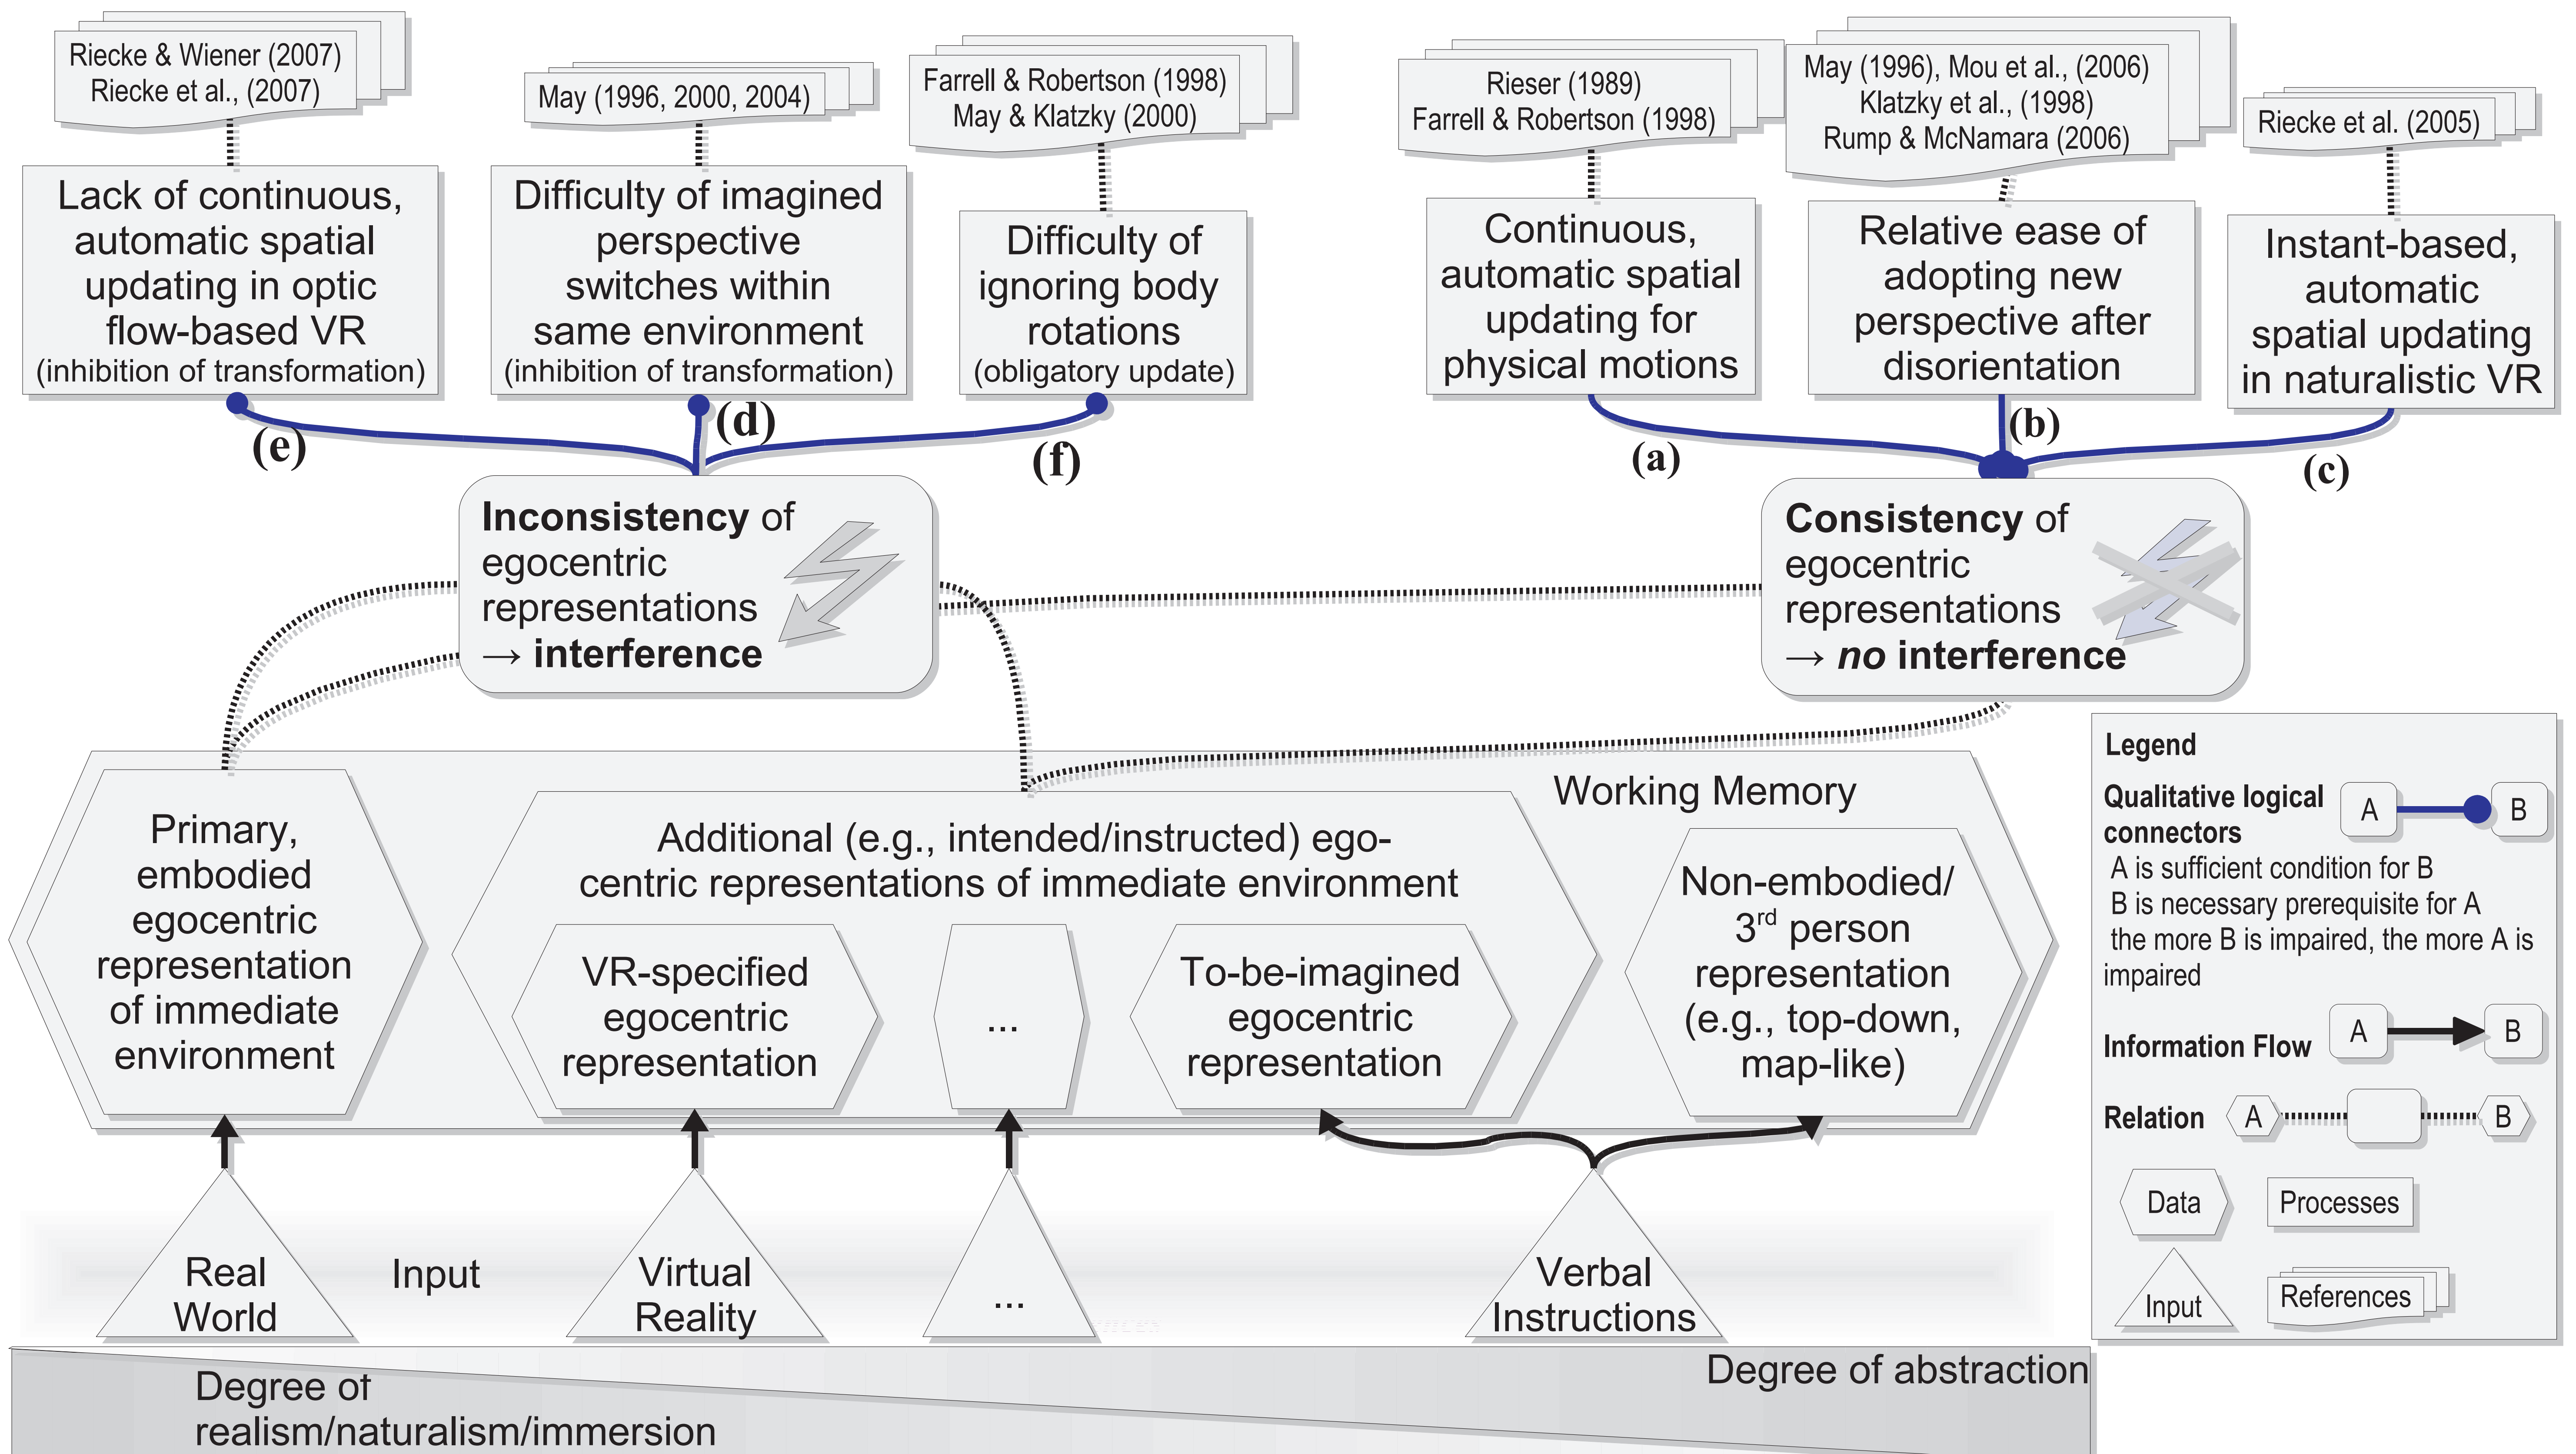 Riecke & Wiener (2007)
Riecke et al., (2007)
May (1996, 2000, 2004)
Farrell & Robertson (1998)
May & Klatzky (2000)
Rieser (1989)
Farrell & Robertson (1998)
May (1996), Mou et al., (2006)
Klatzky et al., (1998)
Rump & McNamara (2006)
Riecke et al. (2005)
Lack of continuous,
automatic spatial
updating in optic
flow-based VR
(inhibition of transformation)
Difficulty of imagined
perspective
switches within
same environment
(inhibition of transformation)
Difficulty of
ignoring body
rotations
(obligatory update)
Continuous,
automatic spatial
updating for
physical motions
Relative ease of
adopting new
perspective after
disorientation
Instant-based,
automatic
spatial updating
in naturalistic VR
(e)
(d)
(f)
(a)
(b)
(c)
Inconsistency of
egocentric
representations
→ interference
Consistency of
egocentric
representations
→ no interference
Working Memory
Primary,
embodied
egocentric
representation
of immediate
environment
Additional (e.g., intended/instructed) ego-
centric representations of immediate environment
VR-specified
egocentric
representation
...
To-be-imagined
egocentric
representation
Non-embodied/
3rd person
representation
(e.g., top-down,
map-like)
Real
World
Input
Virtual
Reality
...
Verbal
Instructions
Degree of
realism/naturalism/immersion
Degree of abstraction
Legend
Qualitative logical
connectors
A
B
A is sufficient condition for B
B is necessary prerequisite for A
the more B is impaired, the more A is
impaired
Information Flow
A
B
Relation
A
B
Data
Processes
Input
References